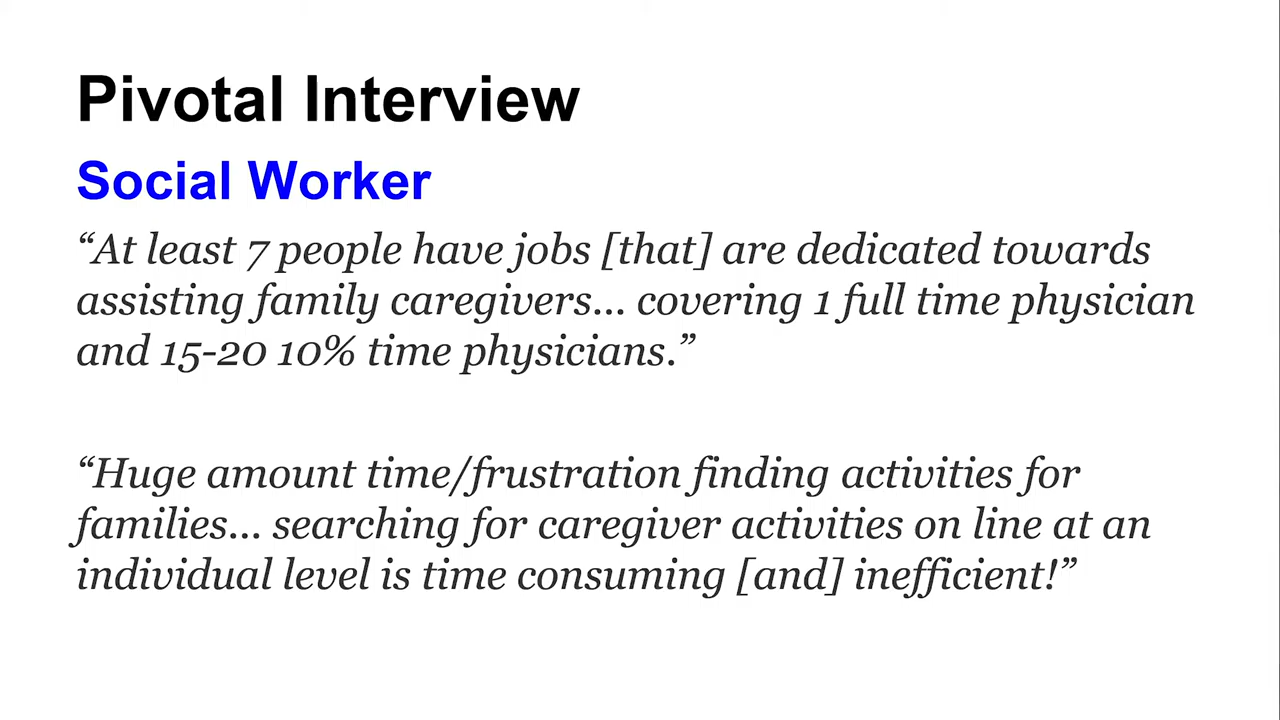 Pivotal Interview
Social Worker
“At least 7 people have jobs [that] are dedicated towards
assisting family caregivers... covering 1 full time physician
and 15-20 10% time physicians.”
“Huge amount time/frustration finding activities for
families... searching for caregiver activities on line at an
individual level is time consuming [and] inefficient!”